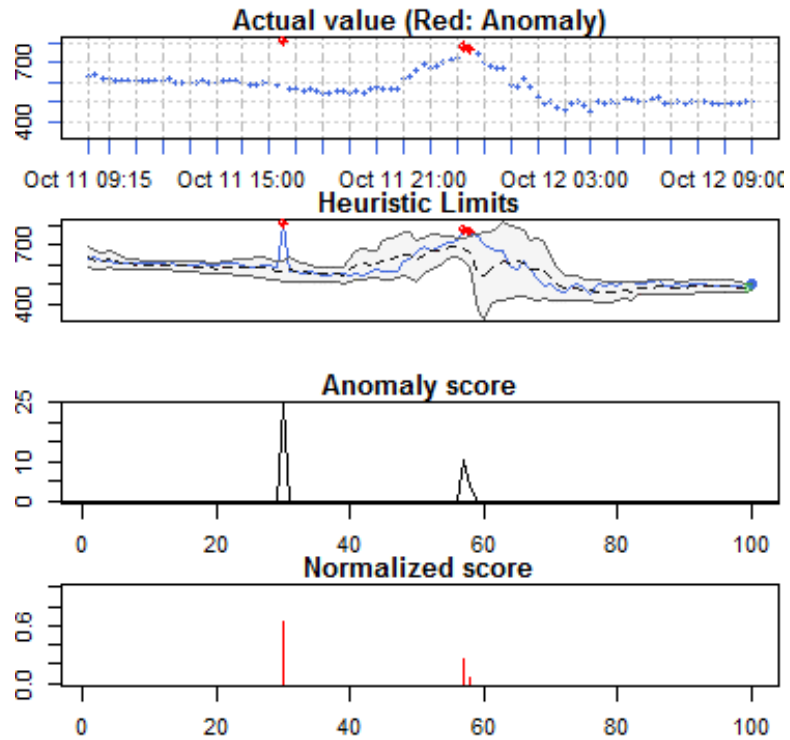 Actual value (Red: Anomaly)
700
400
Oct 11 09:15 Oct 11 15:00 Oct 11 21:00 Oct 12 03:00 Oct 12 09:00
Heuristic Limits
700
400
Anomaly score
25
10
0
0 20 40 60 80 100
Normalized score
0.6
0.0
0 20 40 60 80 100